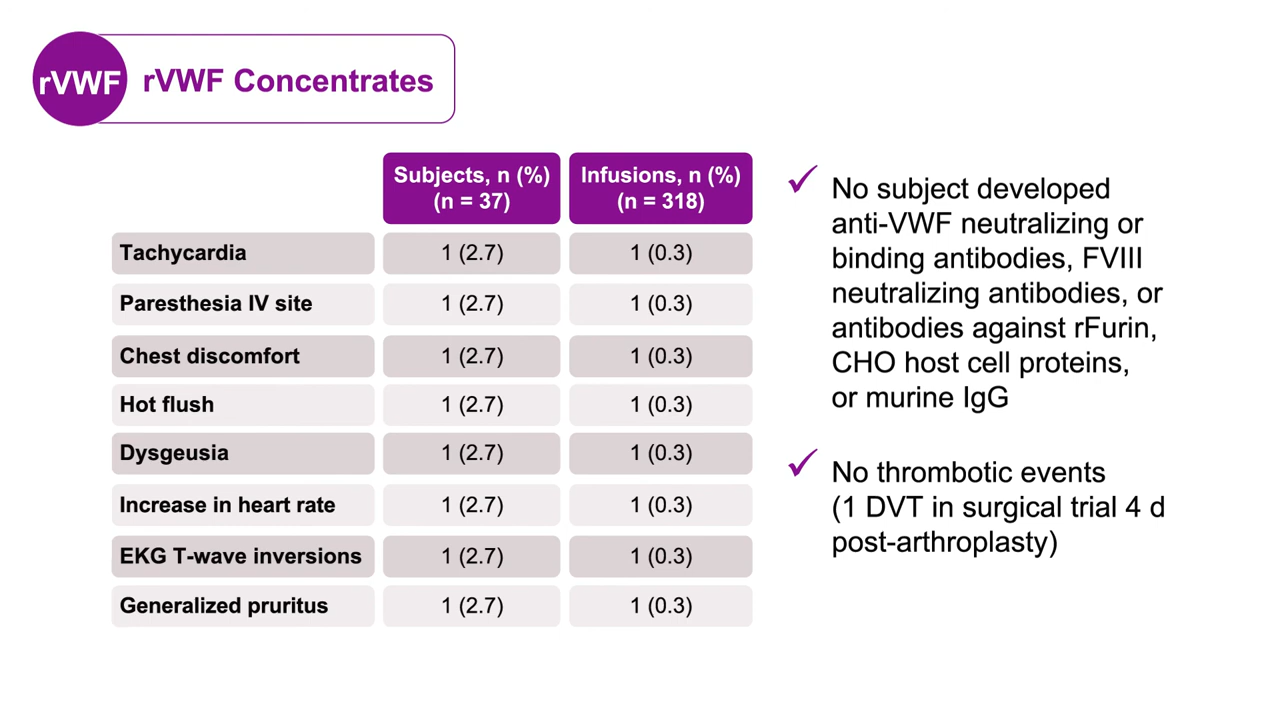 rVWF
rVWF Concentrates
Subjects, n (%)
(n = 37)
Infusions, n (%)
(n = 318)
Tachycardia 1 (2.7) 1 (0.3)
Paresthesia IV site 1 (2.7) 1 (0.3)
Chest discomfort 1 (2.7) 1 (0.3)
Hot flush 1 (2.7) 1 (0.3)
Dysgeusia 1 (2.7) 1 (0.3)
Increase in heart rate 1 (2.7) 1 (0.3)
EKG T-wave inversions 1 (2.7) 1 (0.3)
Generalized pruritus 1 (2.7) 1 (0.3)
✓ No subject developed
anti-VWF neutralizing or
binding antibodies, FVIII
neutralizing antibodies, or
antibodies against rFurin,
CHO host cell proteins,
or murine IgG
✓ No thrombotic events
(1 DVT in surgical trial 4 d
post-arthroplasty)